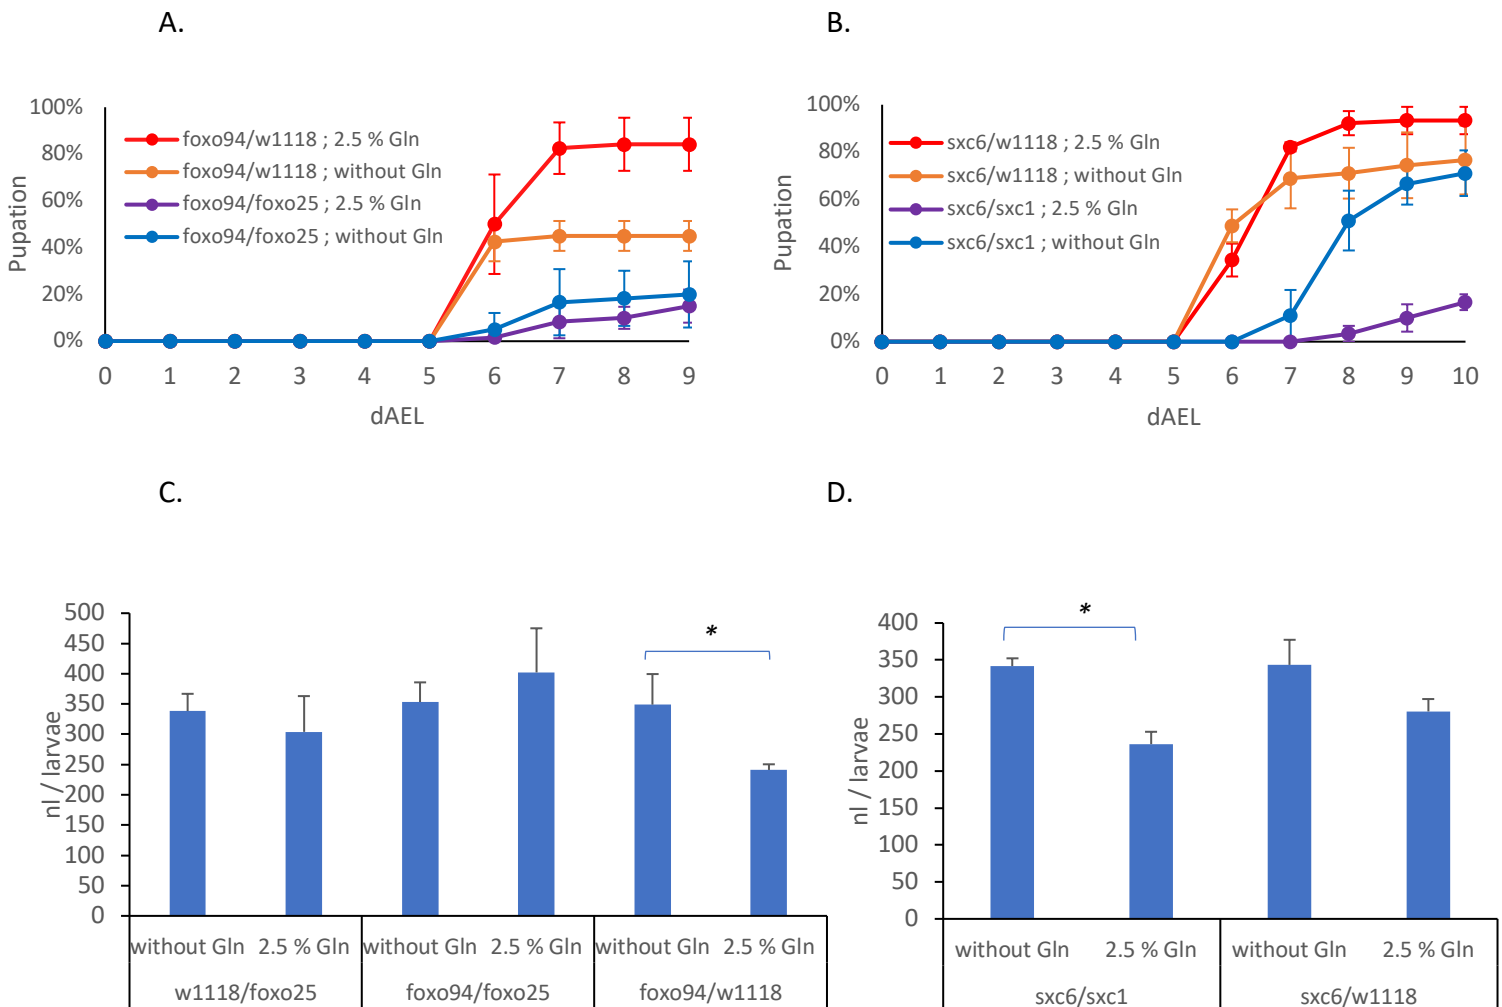 A.
B.
100%
80%
60%
40%
20%
0%
Pupation
foxo94/w1118 ; 2.5 % Gln
foxo94/w1118 ; without Gln
foxo94/foxo25 ; 2.5 % Gln
foxo94/foxo25 ; without Gln
0 1 2 3 4 5 6 7 8 9
dAEL
100%
80%
60%
40%
20%
0%
Pupation
sxc6/w1118 ; 2.5 % Gln
sxc6/w1118 ; without Gln
sxc6/sxc1 ; 2.5 % Gln
sxc6/sxc1 ; without Gln
0 1 2 3 4 5 6 7 8 9 10
dAEL
C.
D.
500
450
400
350
300
250
200
150
100
50
0
nl / larvae
*
without Gln 2.5 % Gln without Gln 2.5 % Gln without Gln 2.5 % Gln
w1118/foxo25 foxo94/foxo25 foxo94/w1118
400
350
300
250
200
150
100
50
0
nl / larvae
*
without Gln 2.5 % Gln without Gln 2.5 % Gln
sxc6/sxc1 sxc6/w1118